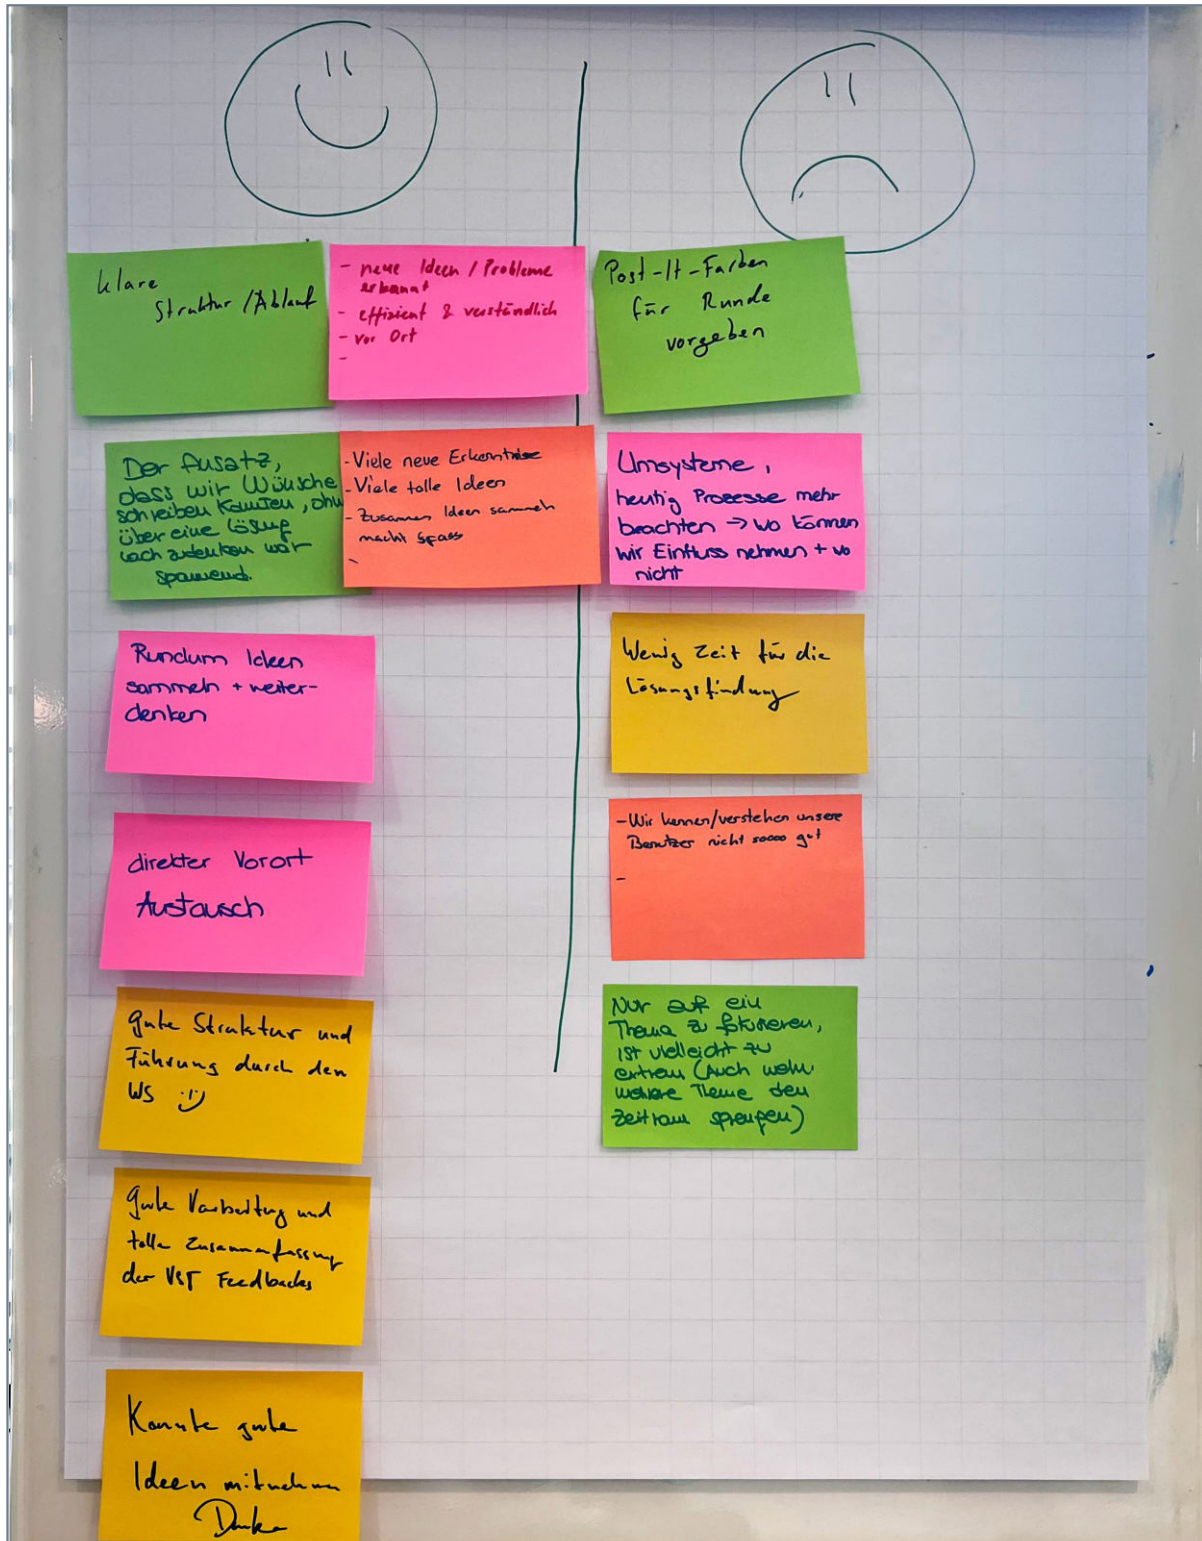 klare
Struktur / Ablauf
- neue Ideen / Probleme
erkannt
- effizient & verständlich
- vor Ort
-
Post-It-Farben
für Runde
vorgeben
Der Ansatz,
dass wir Wünsche
schreiben konnten, ohne
über eine Lösung
nachzudenken war
spannend.
- Viele neue Erkenntnisse
- Viele tolle Ideen
- Zusammen Ideen sammeln
macht spass
-
Umsysteme,
heutig Prozesse mehr
beachten → wo können
wir Einfluss nehmen + wo
nicht
Rundum Ideen
sammeln + weiter-
denken
Wenig Zeit für die
Lösungsfindung
direkter Vorort
Austausch
- Wir kennen/verstehen unsere
Benutzer nicht soooo gut
-
gute Struktur und
Führung durch den
WS :)
Nur auf ein
Thema zu fokusieren,
ist vielleicht zu
extrem (Auch wenn
mehrere Theme den
Zeitraum sprengen)
gute Vorbereitung und
tolle Zusammenfassung
der VST Feedbacks
Konnte gute
Ideen mitnehmen
Danke